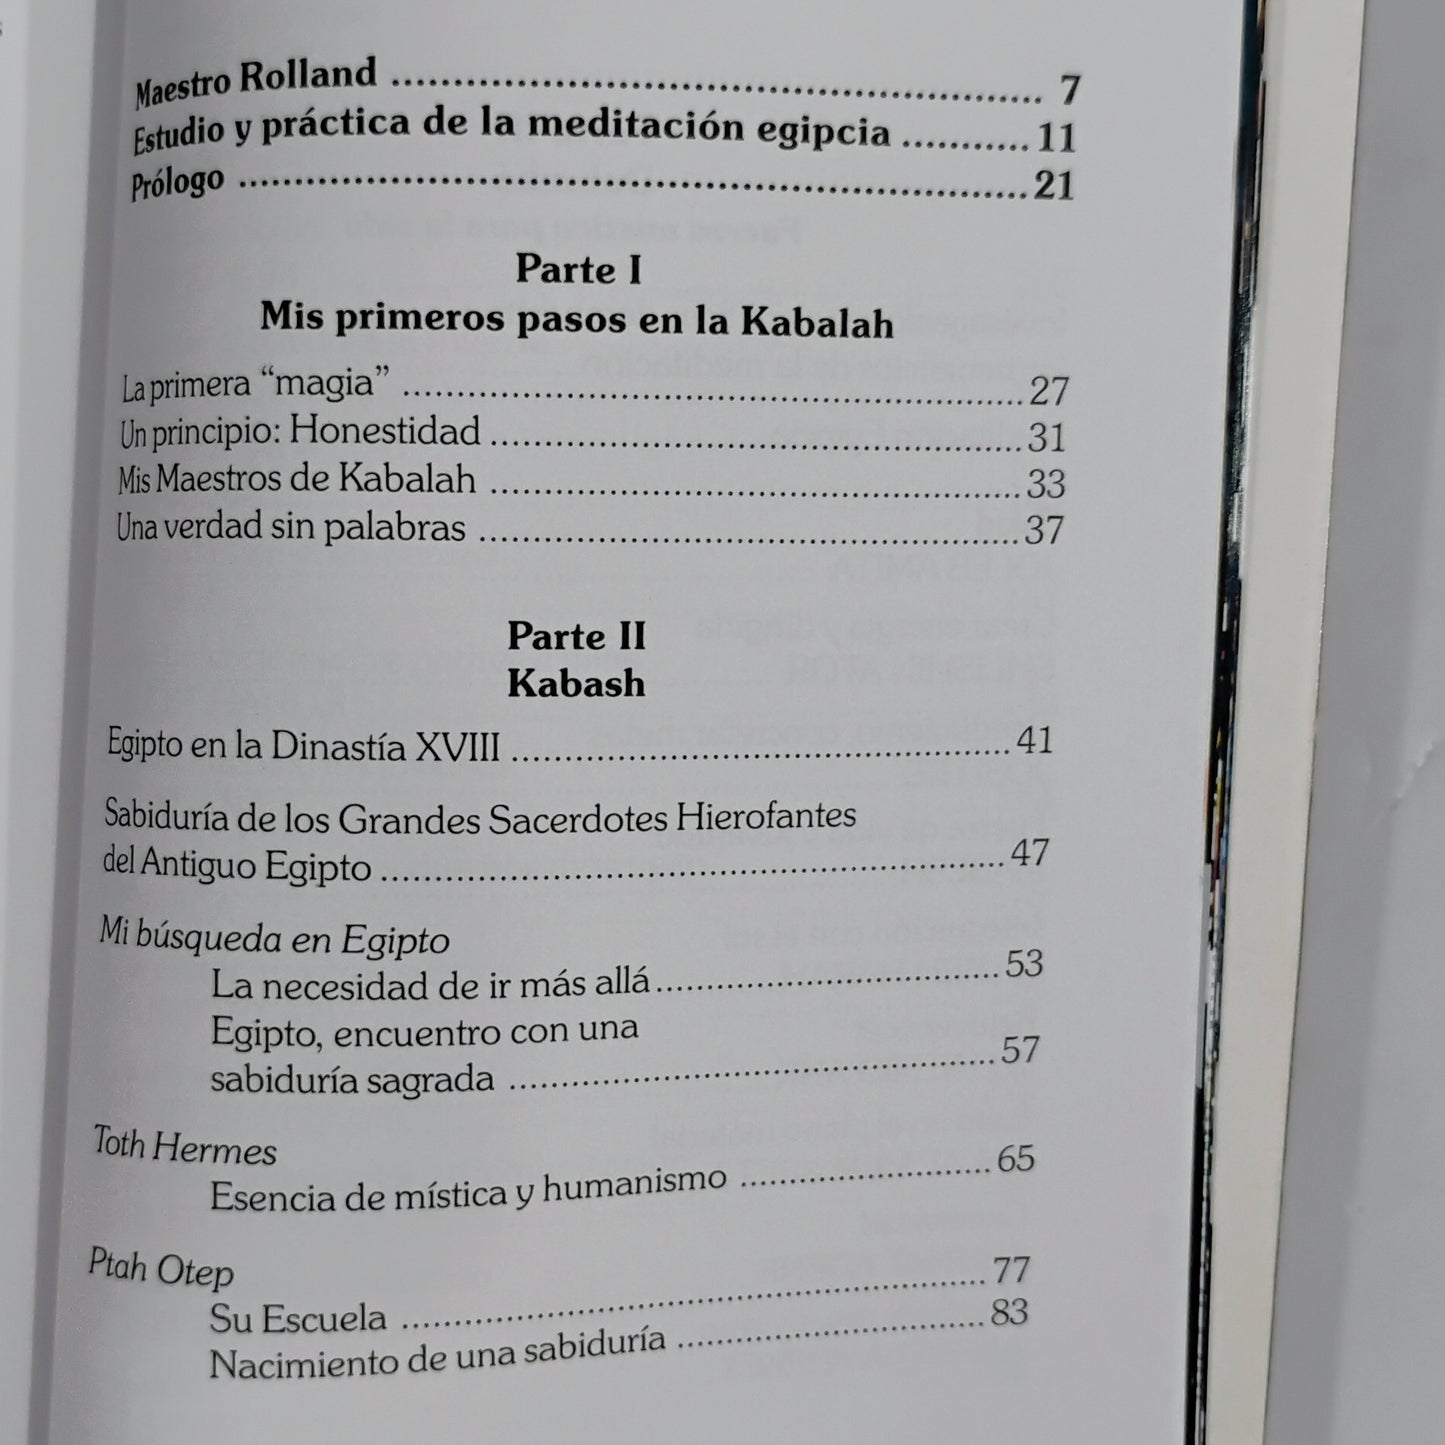 Maestro Rolland ........................................................ 7
Estudio y práctica de la meditación egipcia ........... 11
Prólogo ..................................................................... 21
Parte I
Mis primeros pasos en la Kabalah
La primera “magia” ......................................................... 27
Un principio: Honestidad ................................................. 31
Mis Maestros de Kabalah ................................................. 33
Una verdad sin palabras .................................................. 37
Parte II
Kabash
Egipto en la Dinastía XVIII .............................................. 41
Sabiduría de los Grandes Sacerdotes Hierofantes
del Antiguo Egipto ......................................................... 47
Mi búsqueda en Egipto
La necesidad de ir más allá ................................ 53
Egipto, encuentro con una
sabiduría sagrada ............................................. 57
Toth Hermes
Esencia de mística y humanismo ....................... 65
Ptah Otep
Su Escuela ...................................................... 77
Nacimiento de una sabiduría ............................. 83